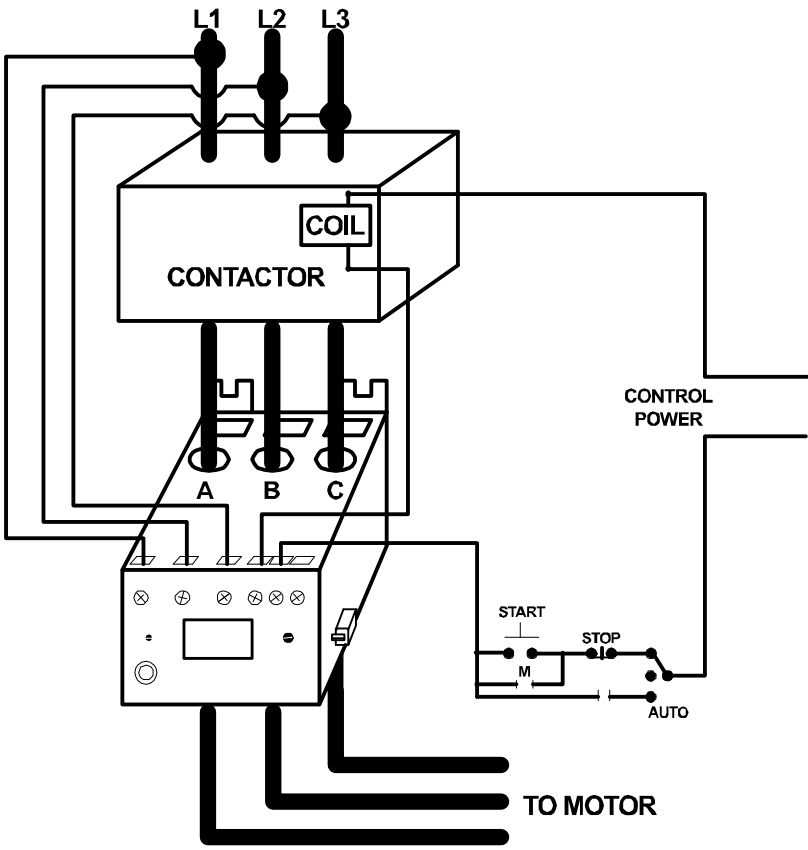 L1 L2 L3
COIL
CONTACTOR
CONTROL
POWER
A B C
START
STOP
M
AUTO
TO MOTOR